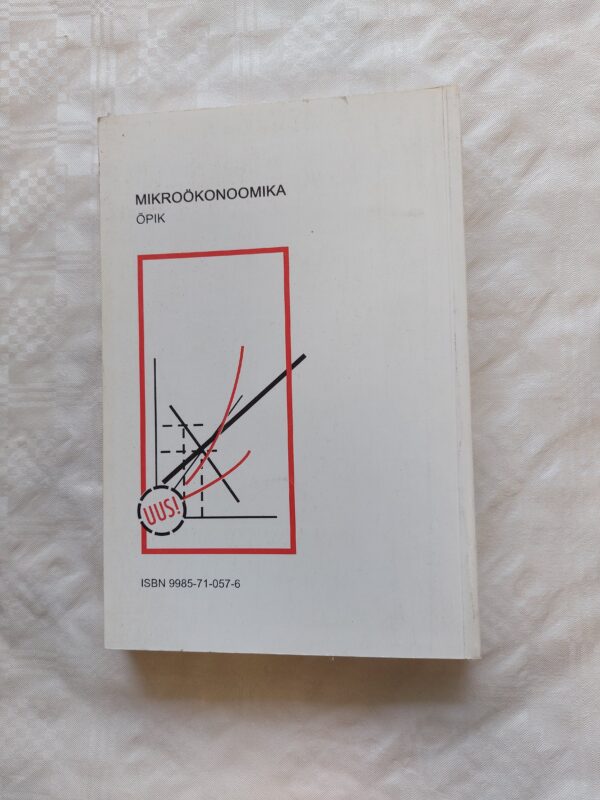 MIKROÖKONOOMIKA
ÕPIK
UUS!
ISBN 9985-71-057-6